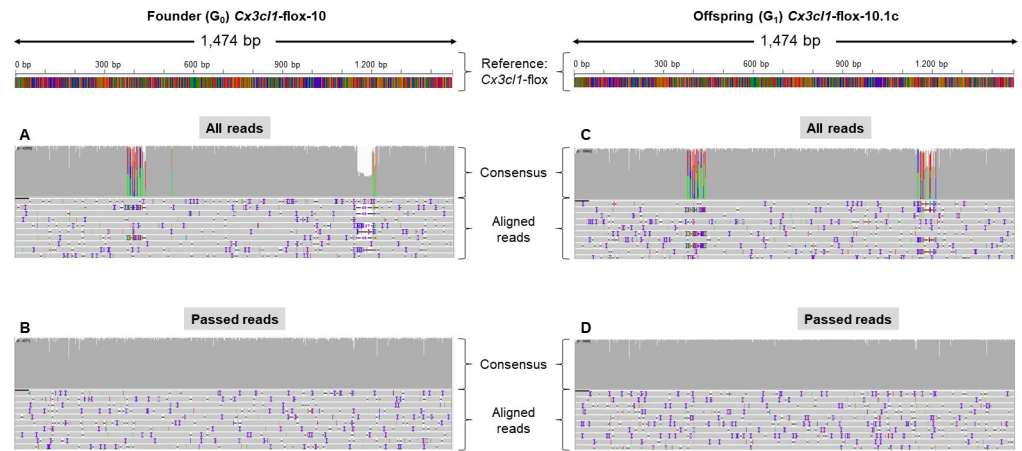 Founder (G0) Cx3cl1-flox-10
Offspring (G1) Cx3cl1-flox-10.1c
1,474 bp
1,474 bp
0 bp 300 bp 600 bp 900 bp 1.200 bp
Reference:
Cx3cl1-flox
0 bp 300 bp 600 bp 900 bp 1.200 bp
A
All reads
C
All reads
Consensus
Aligned
reads
B
Passed reads
D
Passed reads
Consensus
Aligned
reads